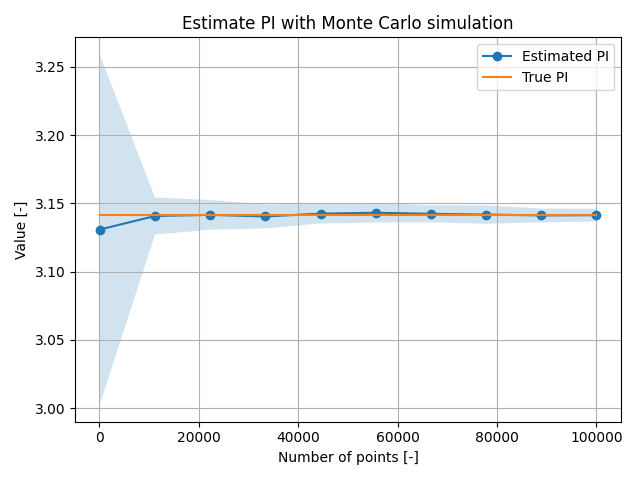 Estimate PI with Monte Carlo simulation
Estimated PI
True PI
3.25
3.20
3.15
3.10
3.05
3.00
Value [-]
0
20000
40000
60000
80000
100000
Number of points [-]